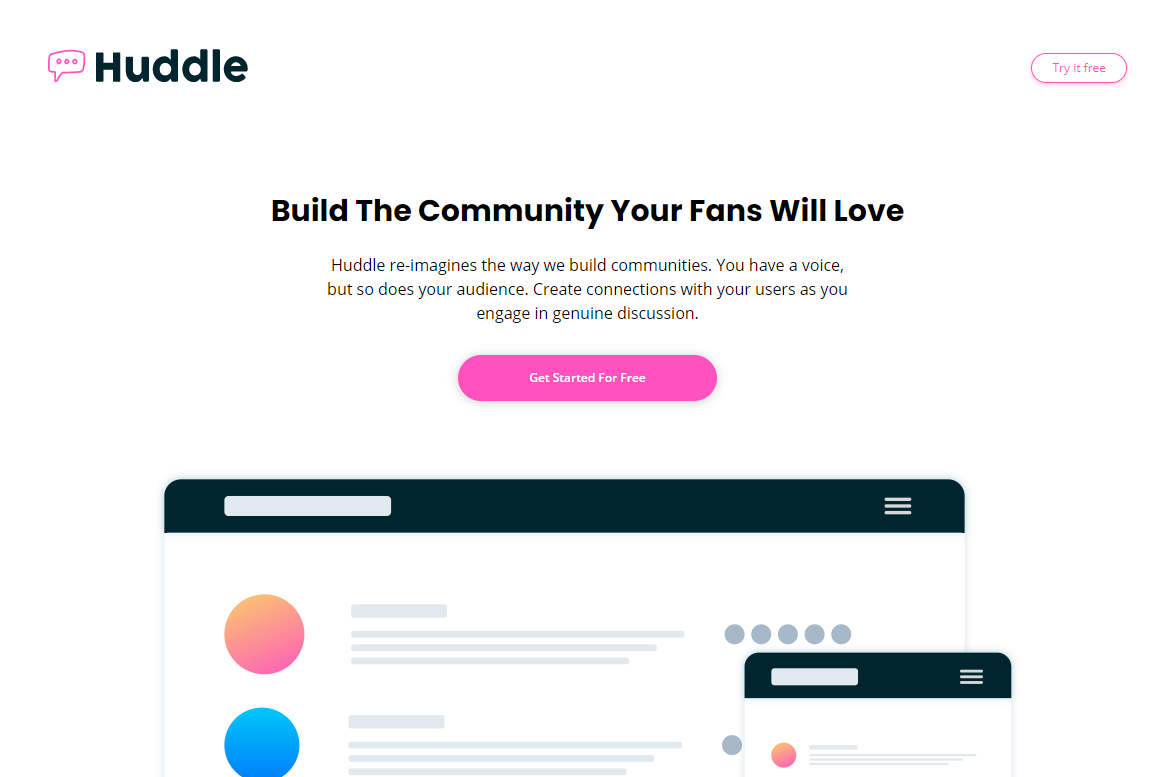 Huddle
Try it free
Build The Community Your Fans Will Love
Huddle re-imagines the way we build communities. You have a voice,
but so does your audience. Create connections with your users as you
engage in genuine discussion.
Get Started For Free